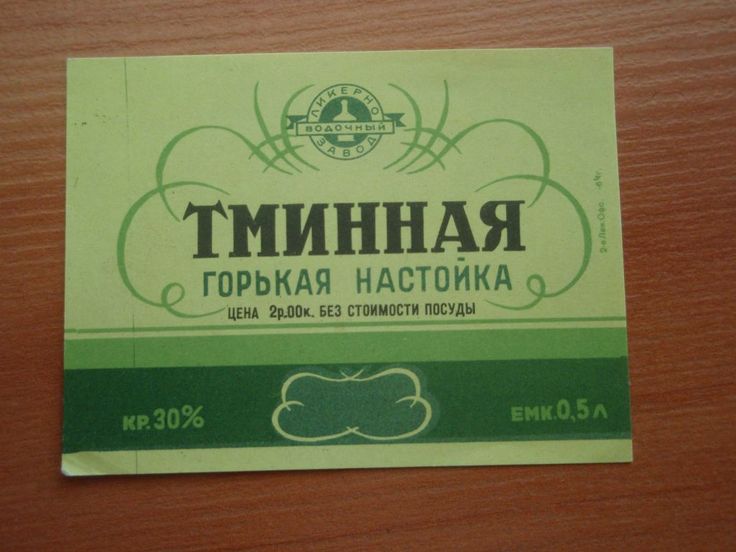 ЛИКЕРНО
ВОДОЧНЫЙ
ЗАВОД
ТМИННАЯ
ГОРЬКАЯ НАСТОЙКА
ЦЕНА 2р.00к. БЕЗ СТОИМОСТИ ПОСУДЫ
КР. 30%
ЕМК. 0,5 Л